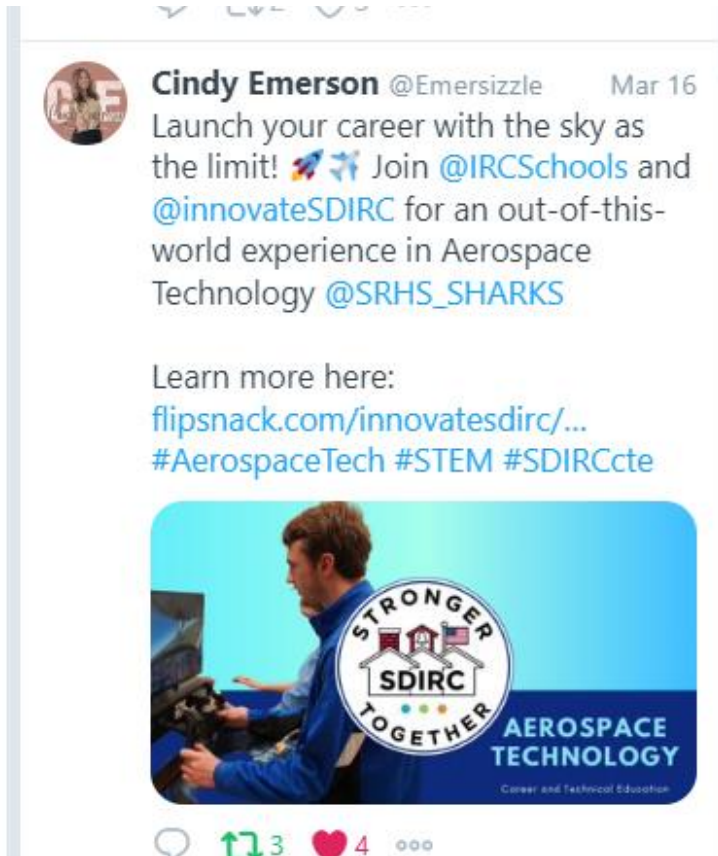 Cindy Emerson @Emersizzle Mar 16
Launch your career with the sky as
the limit! 🚀✈️ Join @IRCSchools and
@innovateSDIRC for an out-of-this-
world experience in Aerospace
Technology @SRHS_SHARKS
Learn more here:
flipsnack.com/innovatesdirc/...
#AerospaceTech #STEM #SDIRCcte
STRONGER
SDIRC
TOGETHER
AEROSPACE
TECHNOLOGY
Career and Technical Education
3 4